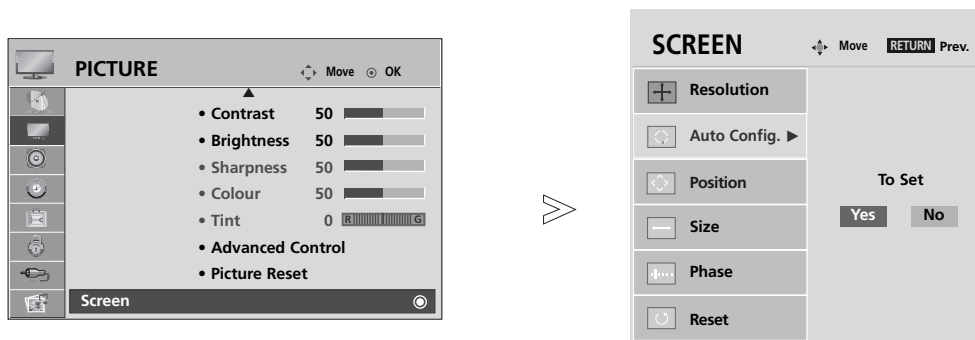 PICTURE
Move OK
• Contrast 50
• Brightness 50
• Sharpness 50
• Colour 50
• Tint 0 R G
• Advanced Control
• Picture Reset
Screen
SCREEN
Move RETURN Prev.
Resolution
Auto Config. ►
Position
Size
Phase
Reset
To Set
Yes No